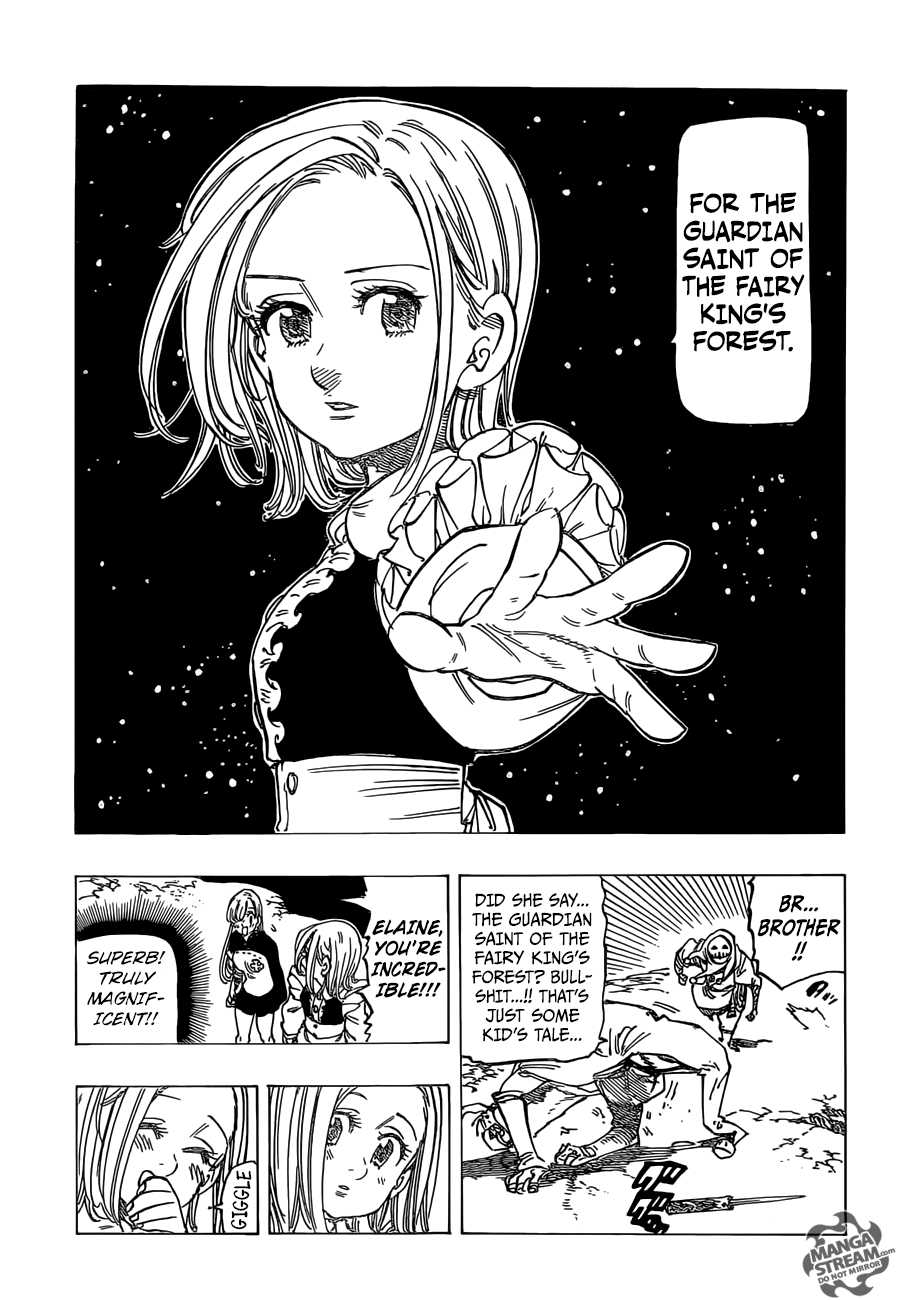 FOR THE
GUARDIAN
SAINT OF
THE FAIRY
KING'S
FOREST.
BR...
BROTHER
!!
DID SHE SAY...
THE GUARDIAN
SAINT OF THE
FAIRY KING'S
FOREST? BULL-
SHIT...!! THAT'S
JUST SOME
KID'S TALE...
ELAINE,
YOU'RE
INCRED-
IBLE!!!
SUPERB!
TRULY
MAGNIF-
ICENT!!
GIGGLE
MANGA
STREAM.com
DO NOT MIRROR